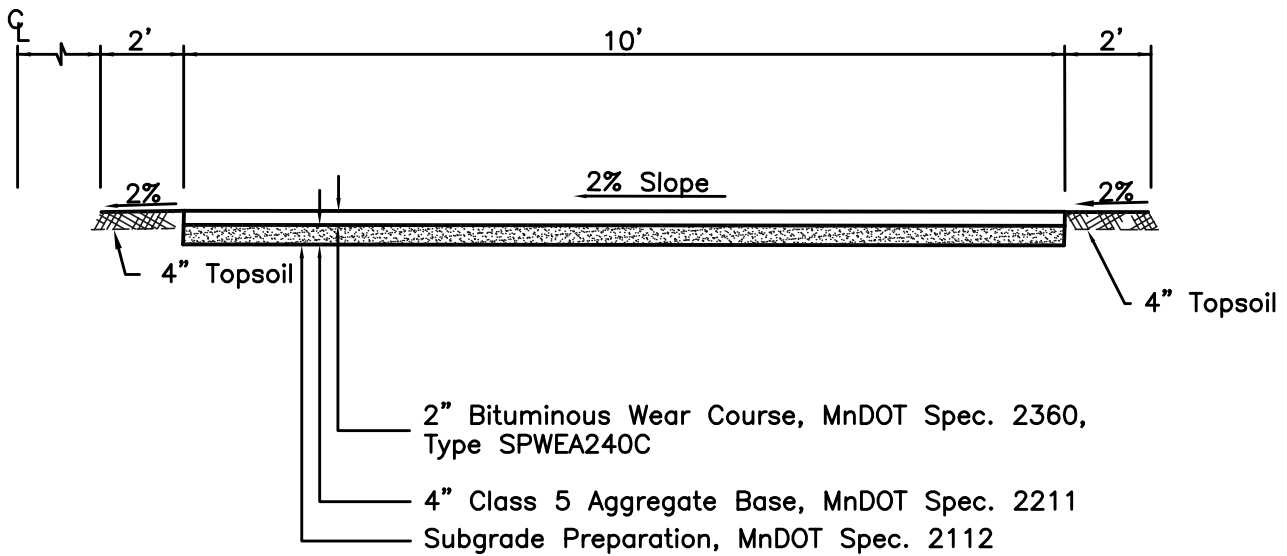 ℄
2' 10' 2'
2% 2% Slope 2%
4" Topsoil
4" Topsoil
2" Bituminous Wear Course, MnDOT Spec. 2360,
Type SPWEA240C
4" Class 5 Aggregate Base, MnDOT Spec. 2211
Subgrade Preparation, MnDOT Spec. 2112